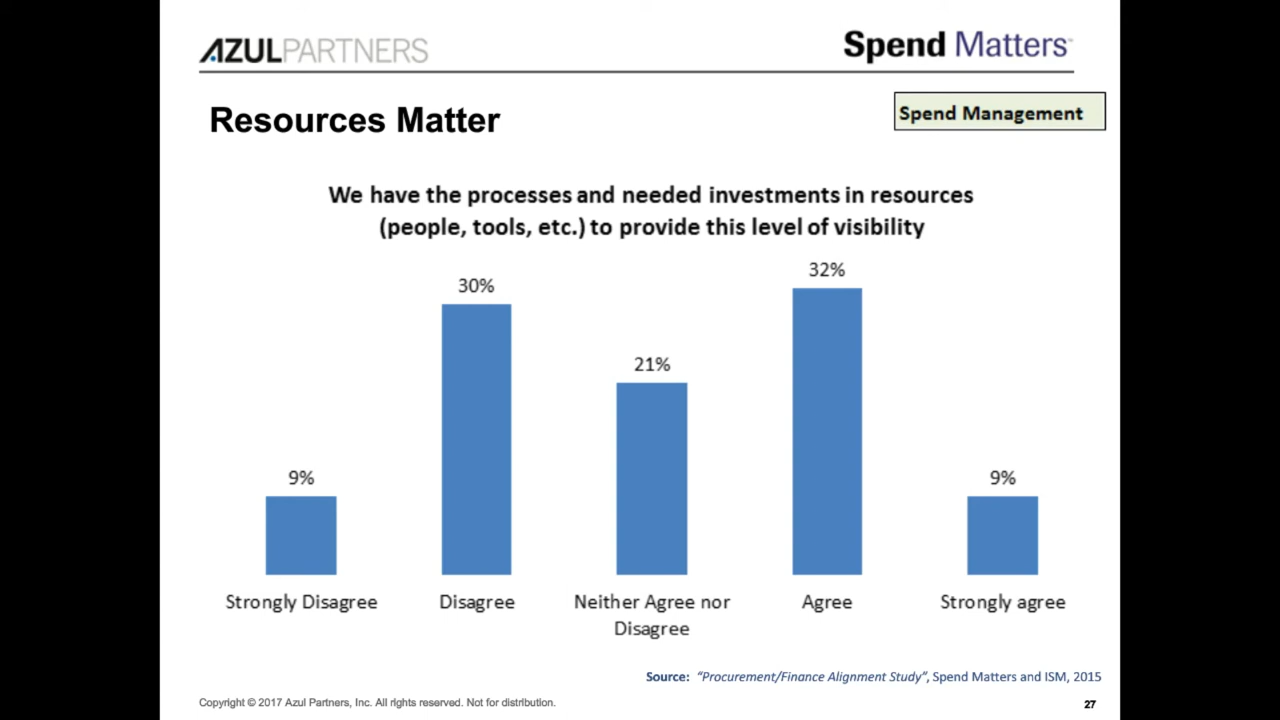 AZULPARTNERS
Spend Matters™
Resources Matter
Spend Management
We have the processes and needed investments in resources
(people, tools, etc.) to provide this level of visibility
9%
30%
21%
32%
9%
Strongly Disagree
Disagree
Neither Agree nor
Disagree
Agree
Strongly agree
Source: “Procurement/Finance Alignment Study”, Spend Matters and ISM, 2015
Copyright © 2017 Azul Partners, Inc. All rights reserved. Not for distribution.
27